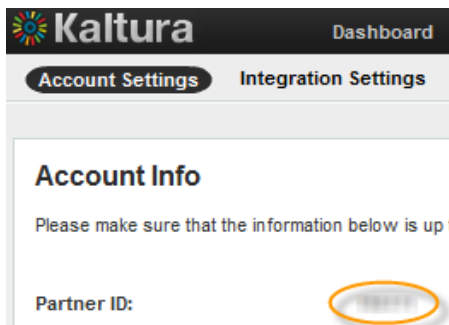 Kaltura Dashboard
Account Settings Integration Settings
Account Info
Please make sure that the information below is up
Partner ID: